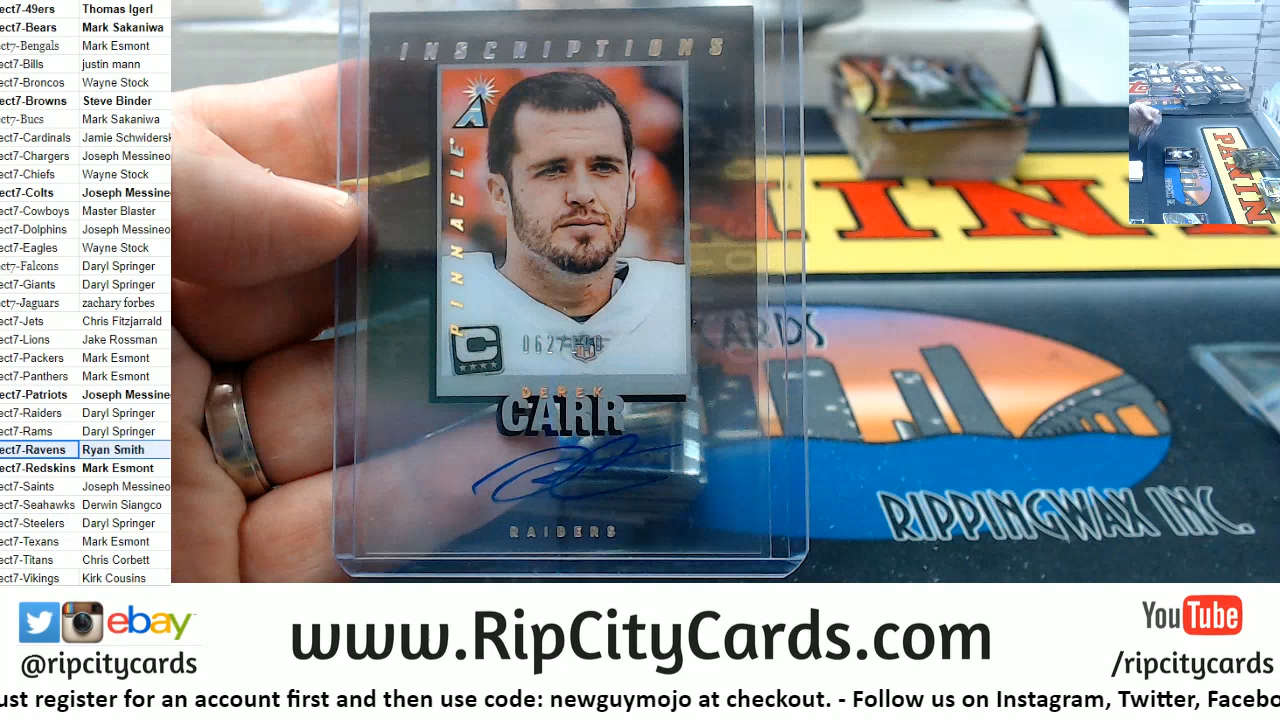 ect7-49ers Thomas Igerl
ect7-Bears Mark Sakaniwa
ect7-Bengals Mark Esmont
ect7-Bills justin mann
ect7-Broncos Wayne Stock
ect7-Browns Steve Binder
ect7-Bucs Mark Sakaniwa
ect7-Cardinals Jamie Schwidersk
ect7-Chargers Joseph Messineo
ect7-Chiefs Wayne Stock
ect7-Colts Joseph Messine
ect7-Cowboys Master Blaster
ect7-Dolphins Joseph Messineo
ect7-Eagles Wayne Stock
ect7-Falcons Daryl Springer
ect7-Giants Daryl Springer
ect7-Jaguars zachary forbes
ect7-Jets Chris Fitzjarrald
ect7-Lions Jake Rossman
ect7-Packers Mark Esmont
ect7-Panthers Mark Esmont
ect7-Patriots Joseph Messine
ect7-Raiders Daryl Springer
ect7-Rams Daryl Springer
ect7-Ravens Ryan Smith
ect7-Redskins Mark Esmont
ect7-Saints Joseph Messineo
ect7-Seahawks Derwin Siangco
ect7-Steelers Daryl Springer
ect7-Texans Mark Esmont
ect7-Titans Chris Corbett
ect7-Vikings Kirk Cousins
INSCRIPTIONS
PINNACLE
C
DEREK
CARR
RAIDERS
INI
PANINI
CARDS
RIPPINGWAX INC.
ebay
@ripcitycards
www.RipCityCards.com
YouTube
/ripcitycards
ust register for an account first and then use code: newguymojo at checkout. - Follow us on Instagram, Twitter, Facebo